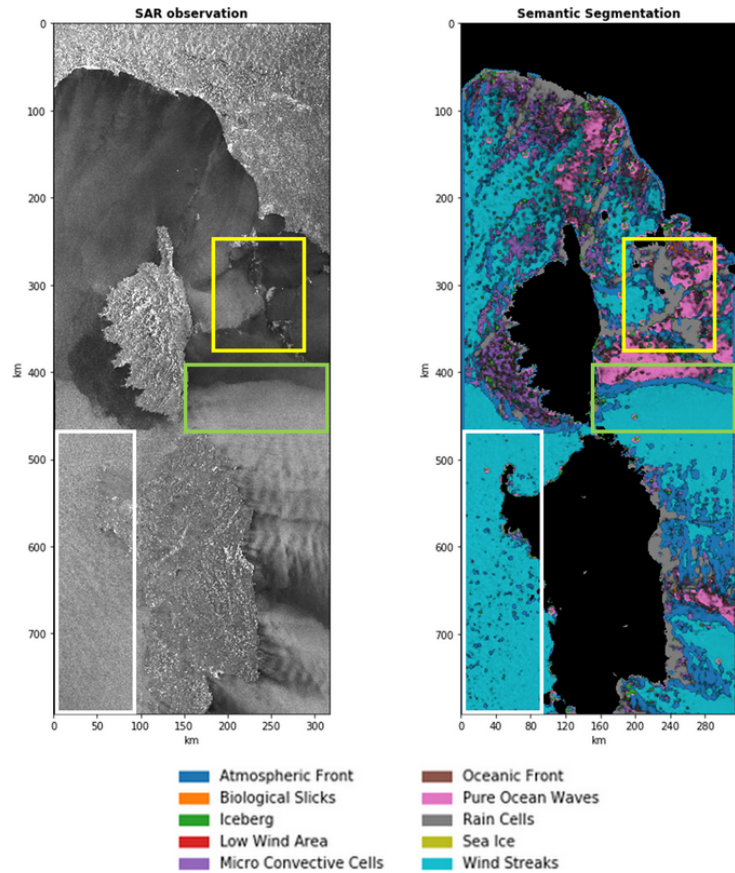 SAR observation
Semantic Segmentation
0
100
200
300
400
500
600
700
km
0 50 100 150 200 250 300
km
0
100
200
300
400
500
600
700
km
0 40 80 120 160 200 240 280
km
Atmospheric Front
Biological Slicks
Iceberg
Low Wind Area
Micro Convective Cells
Oceanic Front
Pure Ocean Waves
Rain Cells
Sea Ice
Wind Streaks